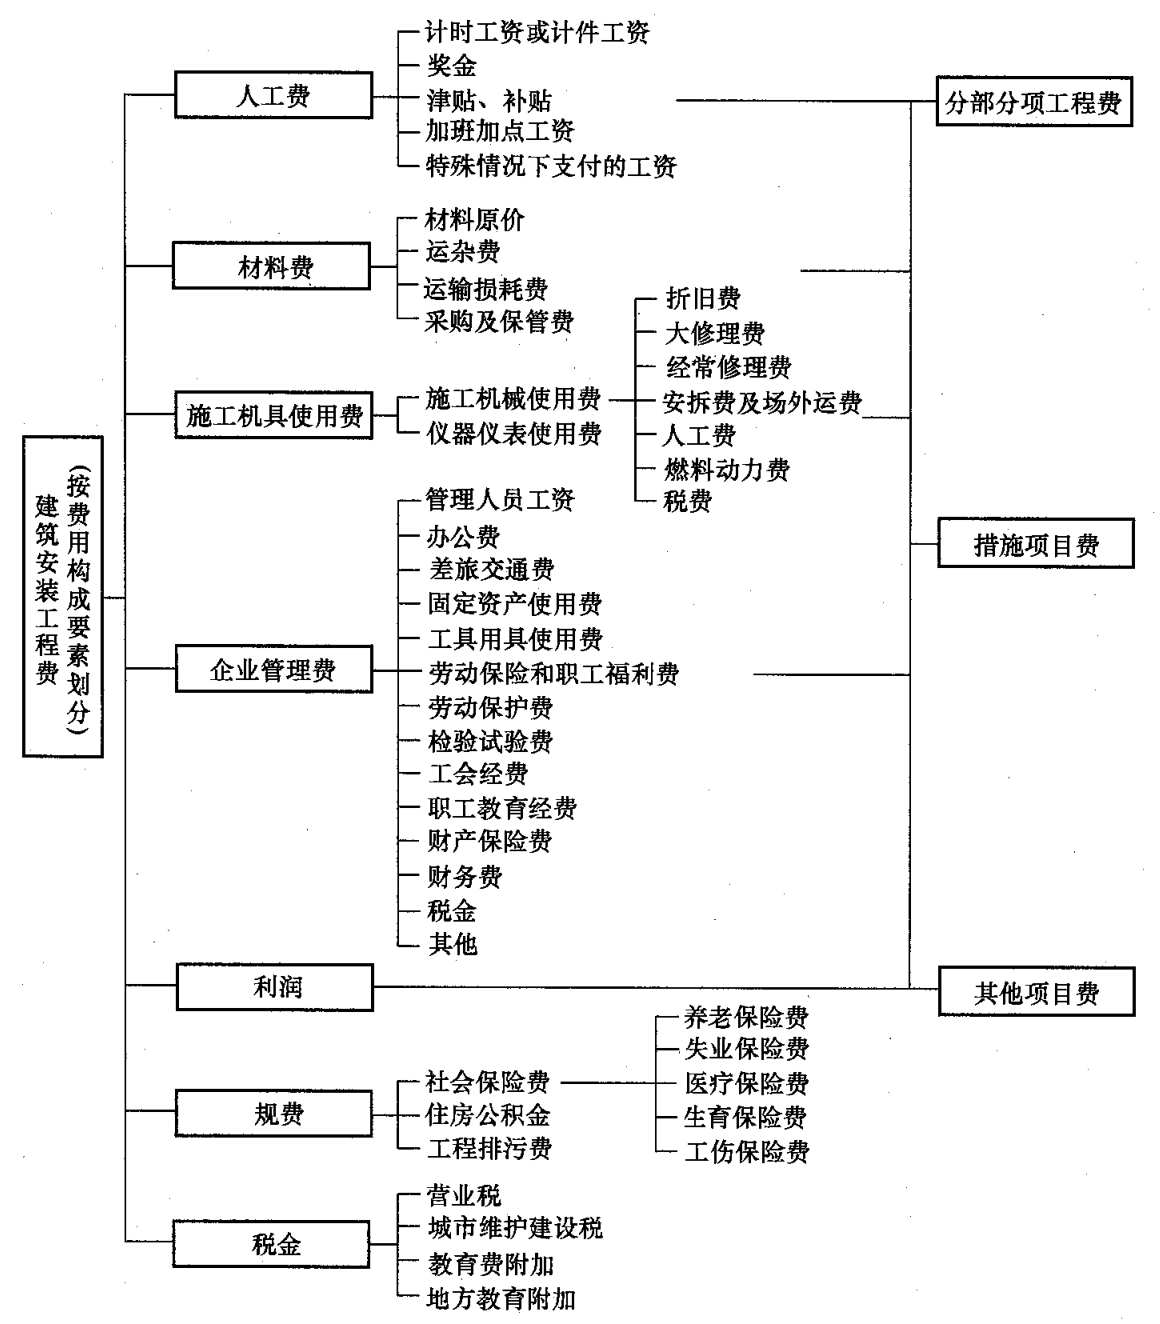 建筑安装工程费
（按费用构成要素划分）
人工费
计时工资或计件工资
奖金
津贴、补贴
加班加点工资
特殊情况下支付的工资
材料费
材料原价
运杂费
运输损耗费
采购及保管费
施工机具使用费
施工机械使用费
折旧费
大修理费
经常修理费
安拆费及场外运费
人工费
燃料动力费
税费
仪器仪表使用费
企业管理费
管理人员工资
办公费
差旅交通费
固定资产使用费
工具用具使用费
劳动保险和职工福利费
劳动保护费
检验试验费
工会经费
职工教育经费
财产保险费
财务费
税金
其他
利润
规费
社会保险费
养老保险费
失业保险费
医疗保险费
生育保险费
工伤保险费
住房公积金
工程排污费
税金
营业税
城市维护建设税
教育费附加
地方教育附加
分部分项工程费
措施项目费
其他项目费